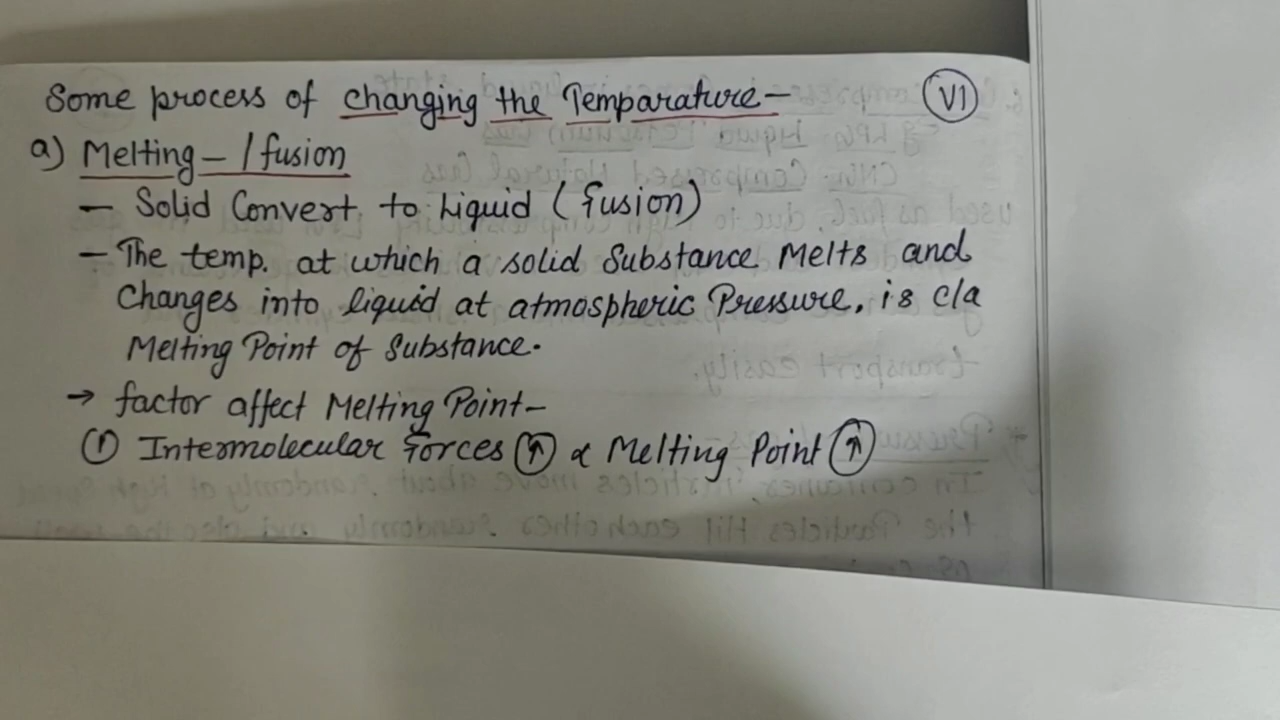 Some process of changing the Temparature-
VI
a) Melting - / fusion
- Solid Convert to Liquid (fusion)
- The temp. at which a solid Substance Melts and
Changes into liquid at atmospheric Pressure, is c/a
Melting Point of Substance.
→ factor affect Melting Point-
① Intermolecular Forces ↑ ∝ Melting Point ↑